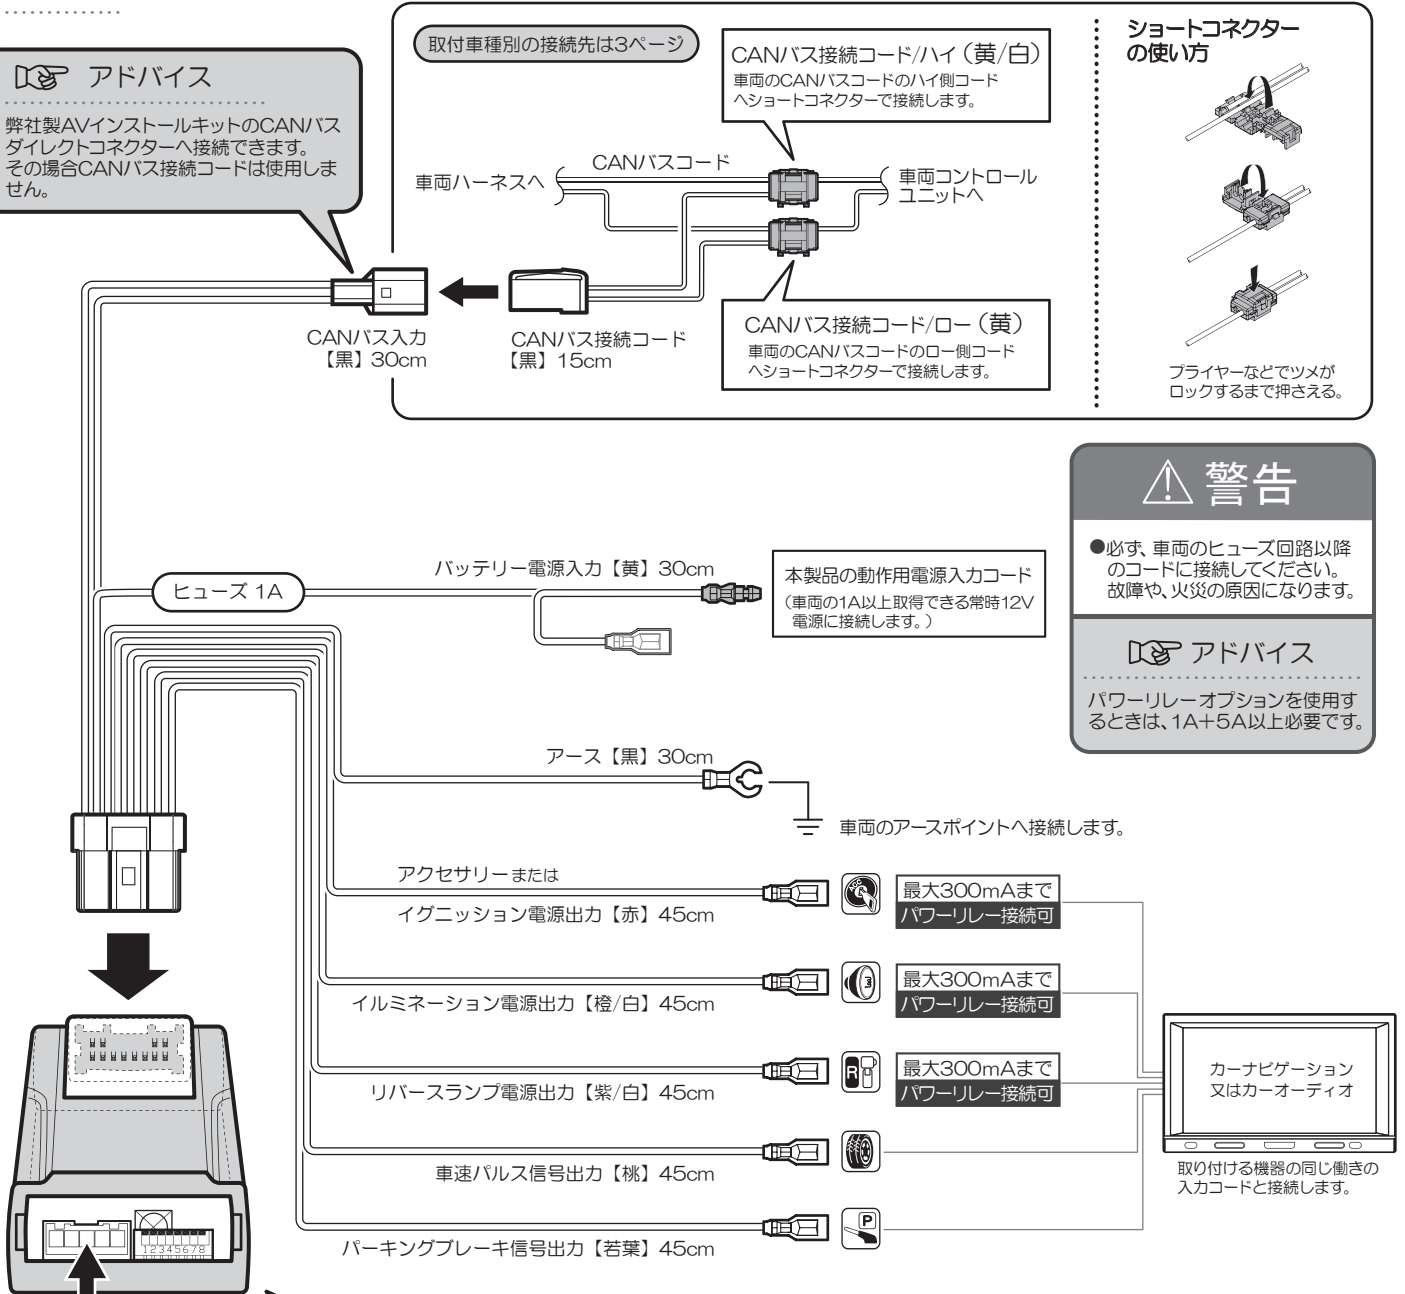 アドバイス
弊社製AVインストールキットのCANバス
ダイレクトコネクターへ接続できます。
その場合CANバス接続コードは使用しま
せん。
取付車種別の接続先は3ページ
CANバス接続コード/ハイ(黄/白)
車両のCANバスコードのハイ側コード
へショートコネクターで接続します。
CANバスコード
車両ハーネスへ
車両コントロール
ユニットへ
CANバス入力
【黒】30cm
CANバス接続コード
【黒】15cm
CANバス接続コード/ロー(黄)
車両のCANバスコードのロー側コード
へショートコネクターで接続します。
ショートコネクター
の使い方
プライヤーなどでツメが
ロックするまで押さえる。
警告
●必ず、車両のヒューズ回路以降
のコードに接続してください。
故障や、火災の原因になります。
アドバイス
パワーリレーオプションを使用す
るときは、1A+5A以上必要です。
ヒューズ 1A
バッテリー電源入力【黄】30cm
本製品の動作用電源入力コード
(車両の1A以上取得できる常時12V
電源に接続します。)
アース【黒】30cm
車両のアースポイントへ接続します。
アクセサリーまたは
イグニッション電源出力【赤】45cm
ACC
最大300mAまで
パワーリレー接続可
イルミネーション電源出力【橙/白】45cm
最大300mAまで
パワーリレー接続可
リバースランプ電源出力【紫/白】45cm
R
最大300mAまで
パワーリレー接続可
車速パルス信号出力【桃】45cm
パーキングブレーキ信号出力【若葉】45cm
P
カーナビゲーション
又はカーオーディオ
取り付ける機器の同じ働きの
入力コードと接続します。
12345678